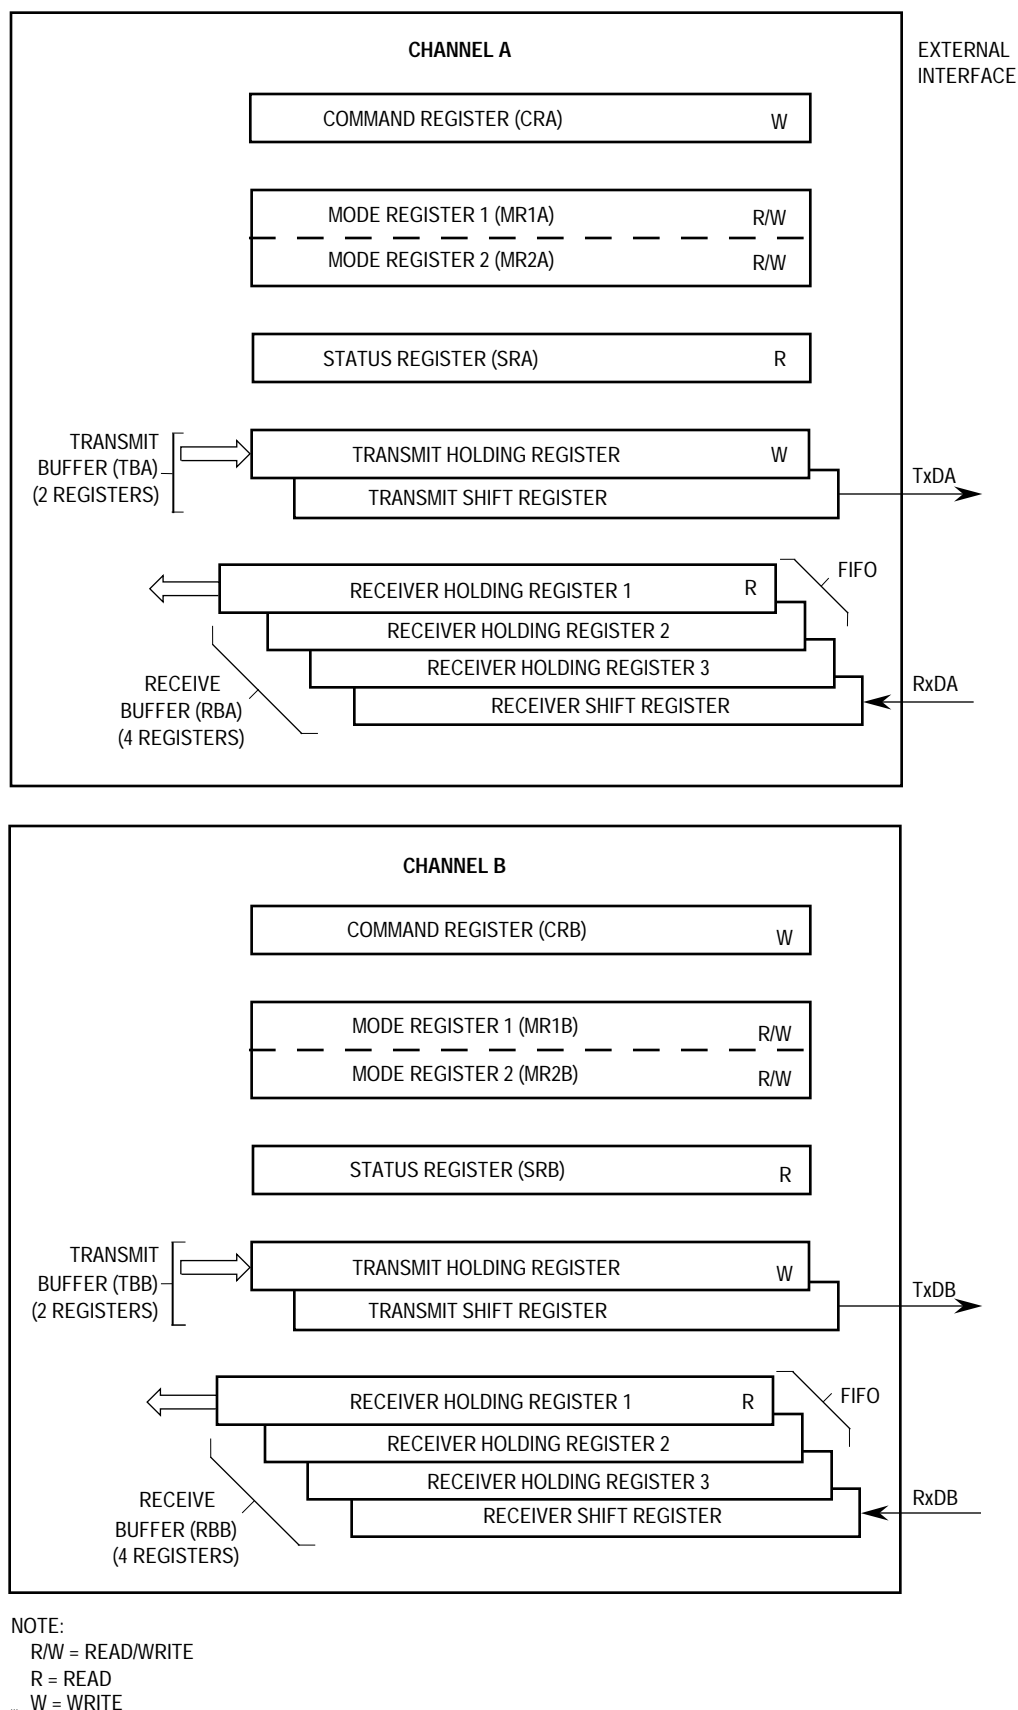 CHANNEL A
EXTERNAL
INTERFACE
COMMAND REGISTER (CRA) W
MODE REGISTER 1 (MR1A) R/W
MODE REGISTER 2 (MR2A) R/W
STATUS REGISTER (SRA) R
TRANSMIT
BUFFER (TBA)
(2 REGISTERS)
TRANSMIT HOLDING REGISTER W
TRANSMIT SHIFT REGISTER
TxDA
FIFO
RECEIVER HOLDING REGISTER 1 R
RECEIVER HOLDING REGISTER 2
RECEIVER HOLDING REGISTER 3
RECEIVER SHIFT REGISTER
RECEIVE
BUFFER (RBA)
(4 REGISTERS)
RxDA
CHANNEL B
COMMAND REGISTER (CRB) W
MODE REGISTER 1 (MR1B) R/W
MODE REGISTER 2 (MR2B) R/W
STATUS REGISTER (SRB) R
TRANSMIT
BUFFER (TBB)
(2 REGISTERS)
TRANSMIT HOLDING REGISTER W
TRANSMIT SHIFT REGISTER
TxDB
FIFO
RECEIVER HOLDING REGISTER 1 R
RECEIVER HOLDING REGISTER 2
RECEIVER HOLDING REGISTER 3
RECEIVER SHIFT REGISTER
RECEIVE
BUFFER (RBB)
(4 REGISTERS)
RxDB
NOTE:
R/W = READ/WRITE
R = READ
W = WRITE